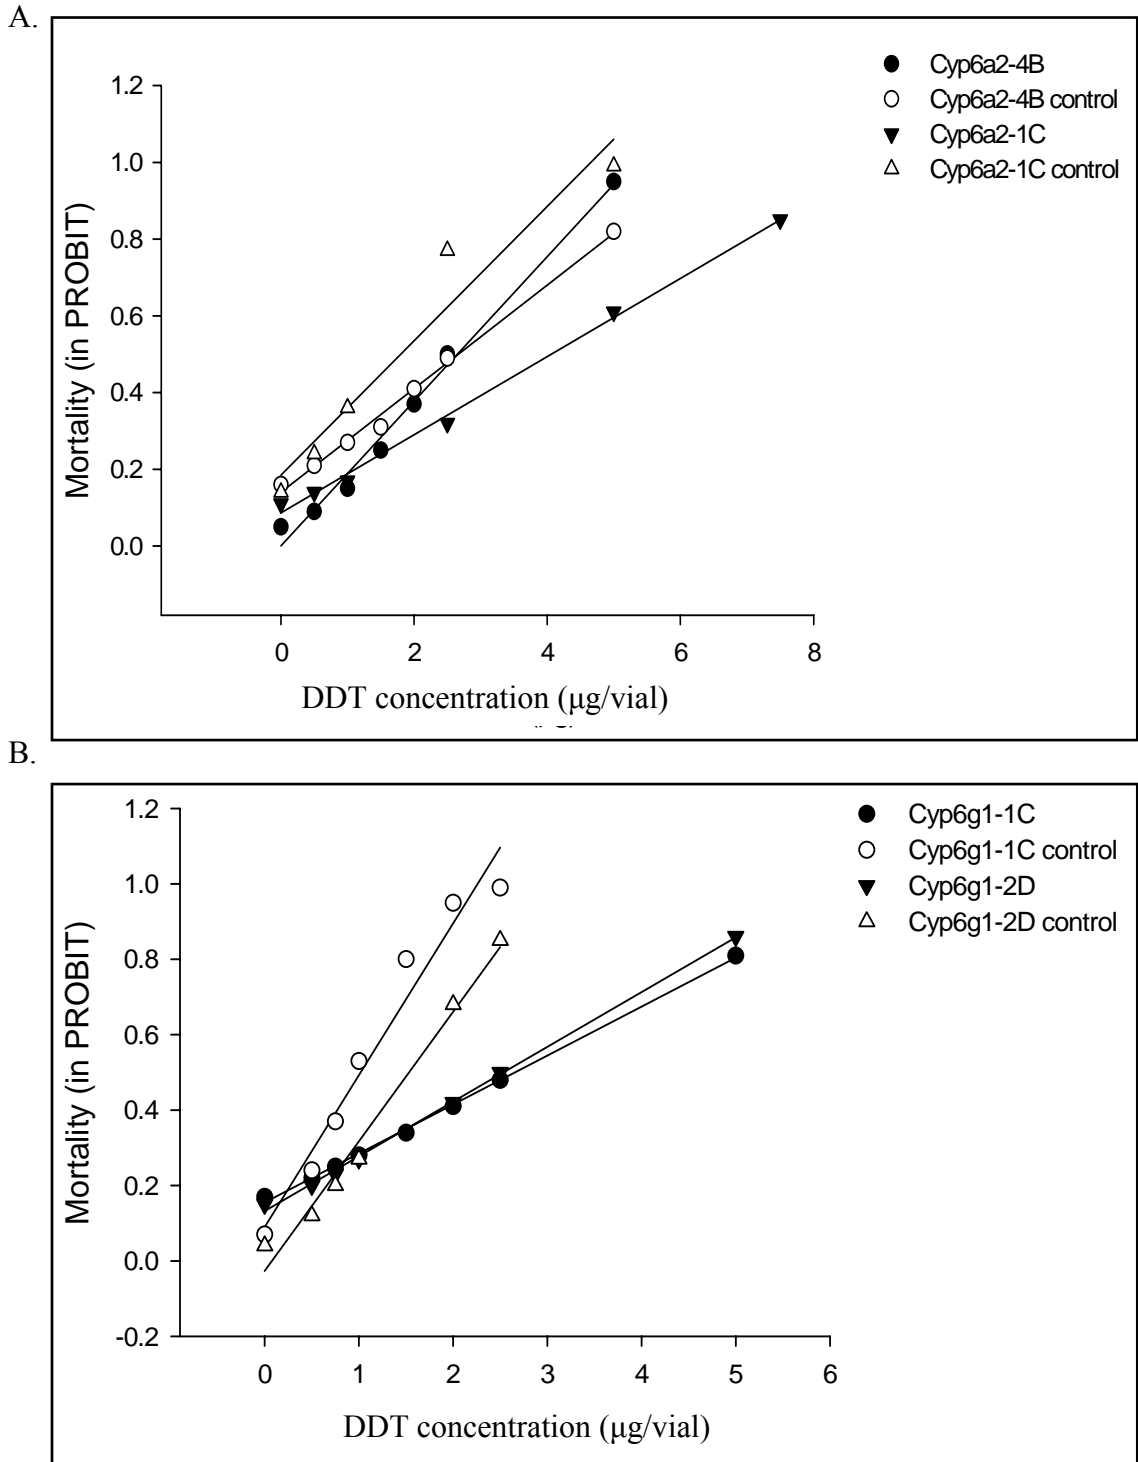 A.
Cyp6a2-4B
Cyp6a2-4B control
Cyp6a2-1C
Cyp6a2-1C control
Mortality (in PROBIT)
1.2
1.0
0.8
0.6
0.4
0.2
0.0
0 2 4 6 8
DDT concentration (μg/vial)
B.
Cyp6g1-1C
Cyp6g1-1C control
Cyp6g1-2D
Cyp6g1-2D control
Mortality (in PROBIT)
1.2
1.0
0.8
0.6
0.4
0.2
0.0
-0.2
0 1 2 3 4 5 6
DDT concentration (μg/vial)